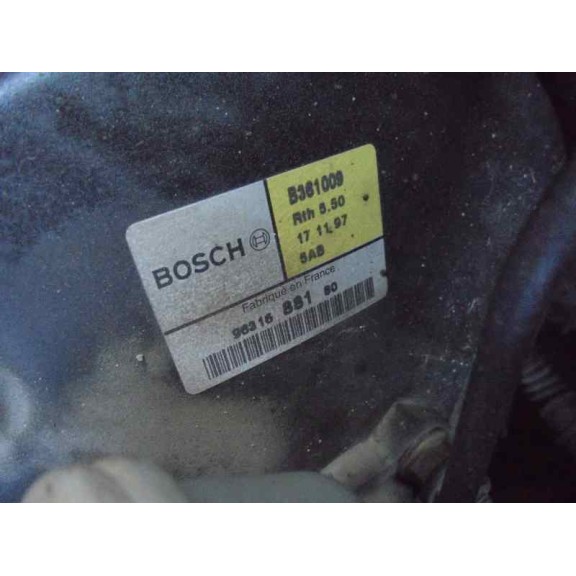 BOSCH
B361009
Rth 5.50
17 11.97
5AB
Fabriqué en France
96316 881 80